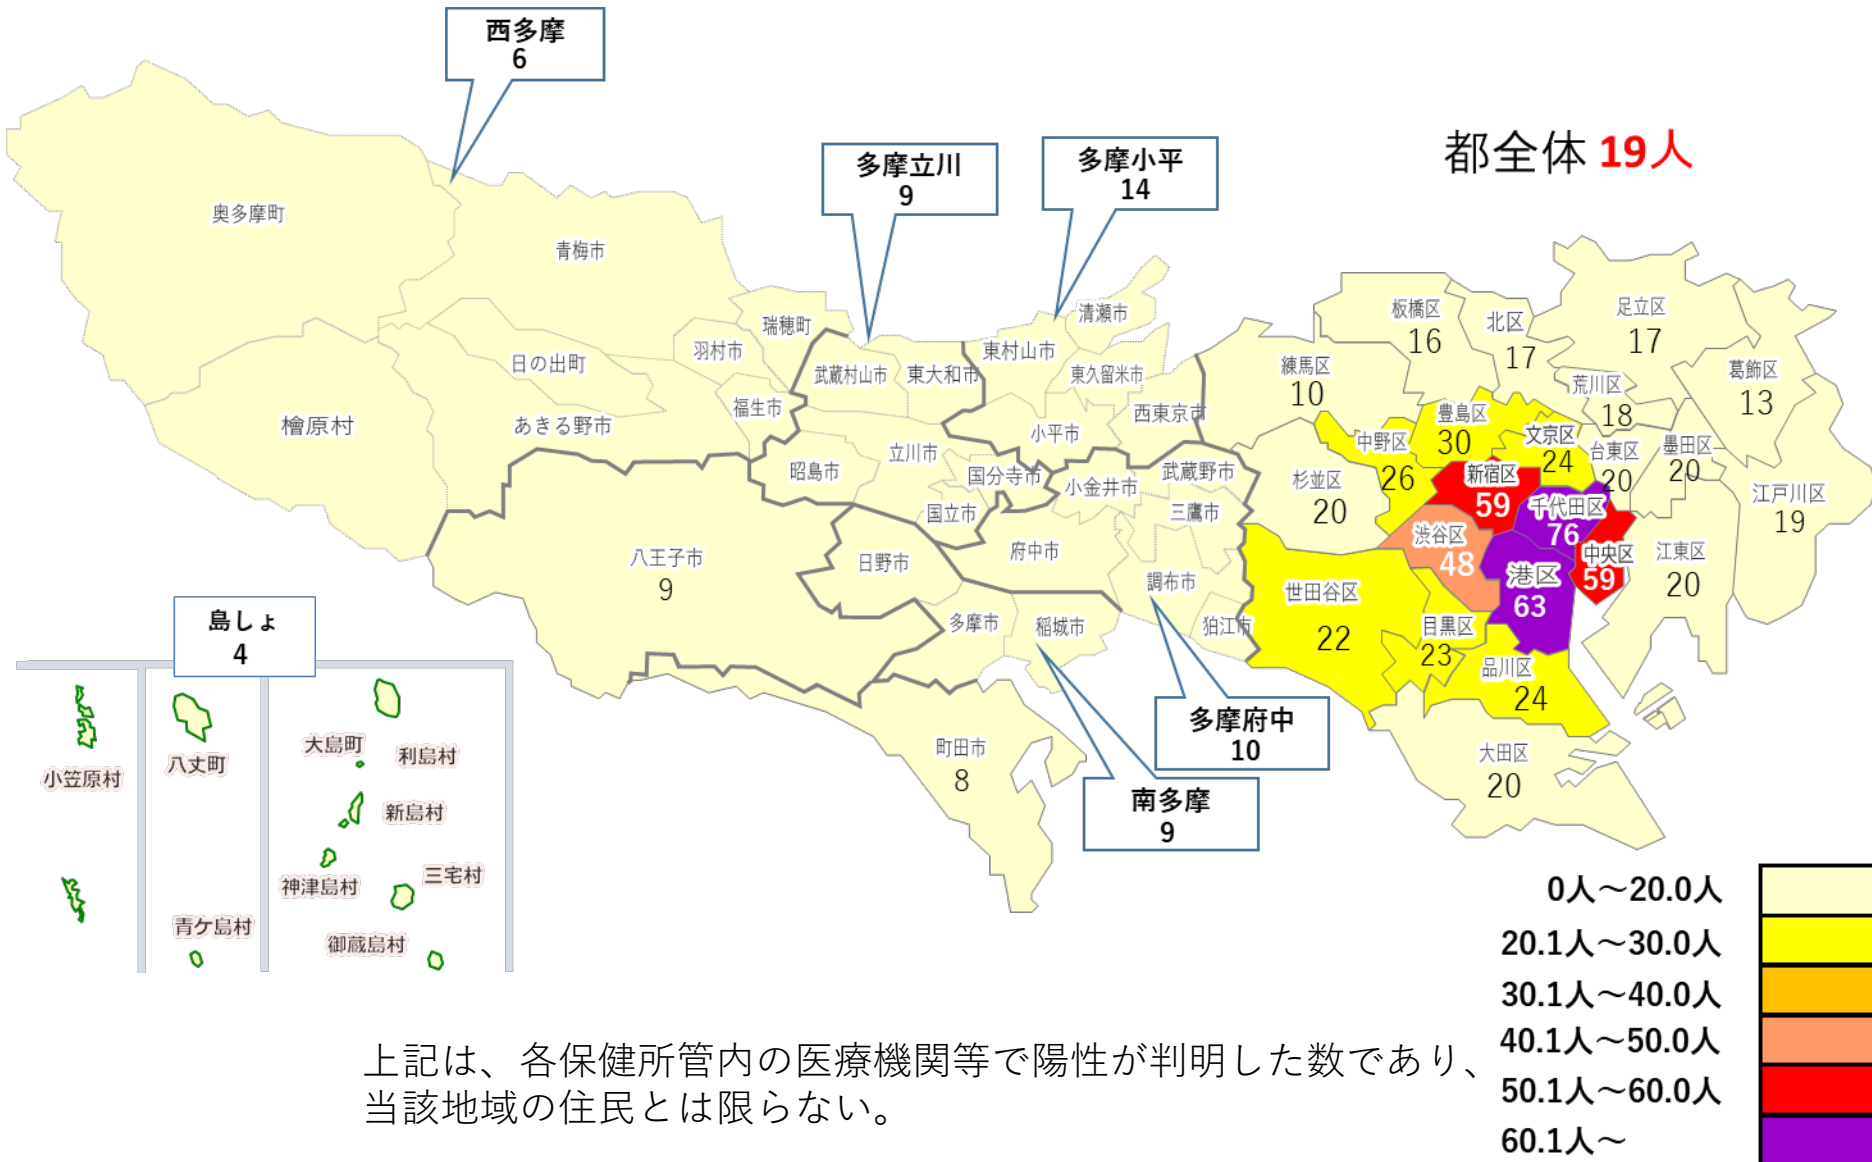 西多摩
6
都全体 19人
多摩立川
9
多摩小平
14
奥多摩町
青梅市
瑞穂町
清瀬市
板橋区
16
北区
17
足立区
17
羽村市
武蔵村山市
東大和市
東村山市
東久留米市
練馬区
10
荒川区
18
葛飾区
13
日の出町
福生市
西東京市
檜原村
あきる野市
小平市
豊島区
30
中野区
26
文京区
24
台東区
20
墨田区
20
昭島市
立川市
国分寺市
小金井市
武蔵野市
杉並区
20
新宿区
59
江戸川区
19
国立市
三鷹市
千代田区
76
八王子市
9
日野市
府中市
渋谷区
48
中央区
59
江東区
20
調布市
世田谷区
22
港区
63
多摩市
稲城市
狛江市
目黒区
23
島しょ
4
品川区
24
多摩府中
10
町田市
8
大田区
20
南多摩
9
小笠原村
八丈町
大島町
利島村
新島村
神津島村
三宅村
青ケ島村
御蔵島村
0人～20.0人
20.1人～30.0人
30.1人～40.0人
40.1人～50.0人
50.1人～60.0人
60.1人～
上記は、各保健所管内の医療機関等で陽性が判明した数であり、
当該地域の住民とは限らない。